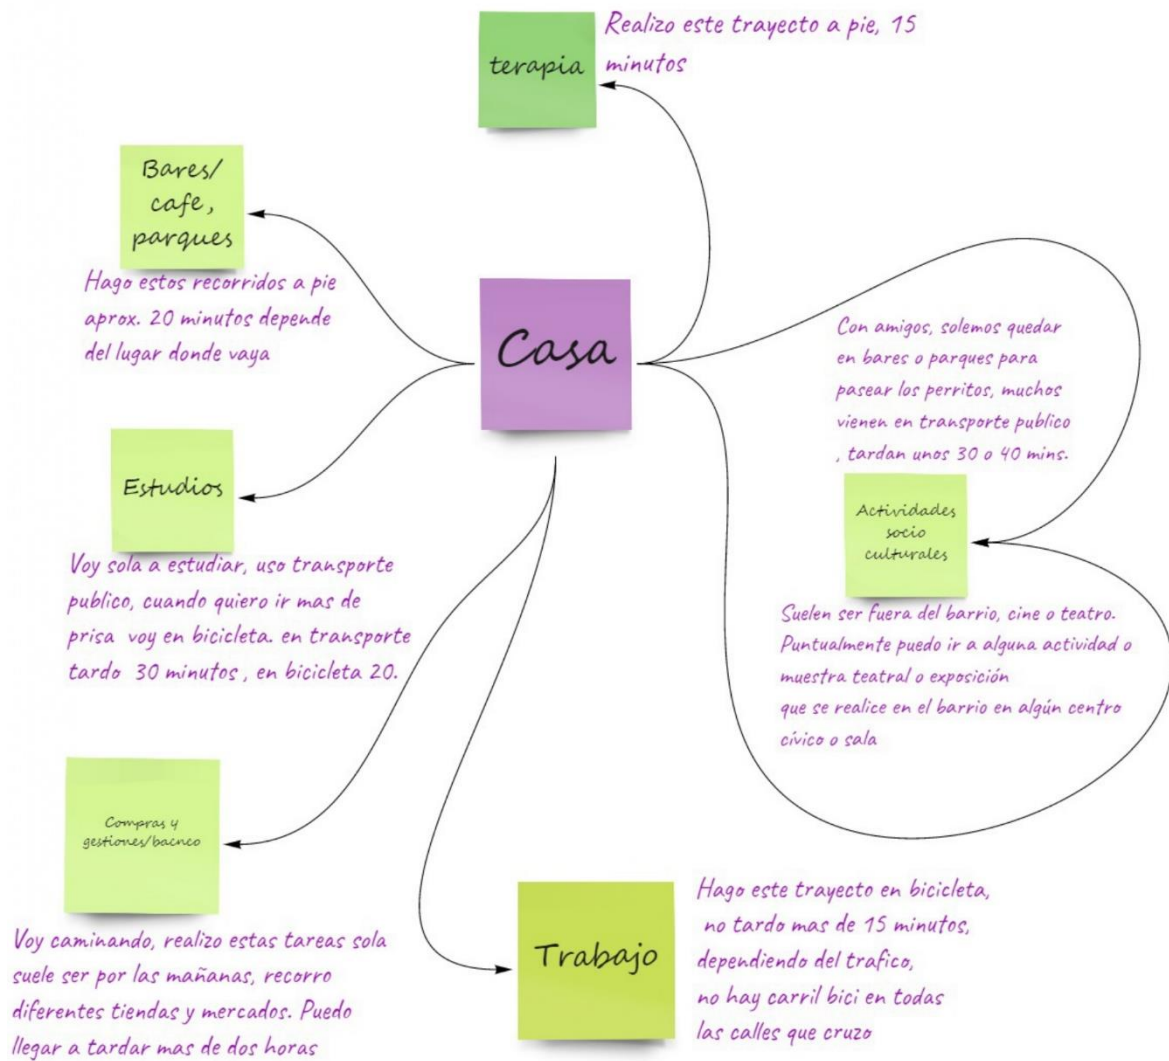 terapia
Realizo este trayecto a pie, 15
minutos
Bares/
cafe,
parques
Hago estos recorridos a pie
aprox. 20 minutos depende
del lugar donde vaya
Casa
Con amigos, solemos quedar
en bares o parques para
pasear los perritos, muchos
vienen en transporte publico
, tardan unos 30 o 40 mins.
Estudios
Voy sola a estudiar, uso transporte
publico, cuando quiero ir mas de
prisa voy en bicicleta. en transporte
tardo 30 minutos, en bicicleta 20.
Actividades
socio
culturales
Suelen ser fuera del barrio, cine o teatro.
Puntualmente puedo ir a alguna actividad o
muestra teatral o exposición
que se realice en el barrio en algún centro
cívico o sala
Compras y
gestiones/bacnco
Voy caminando, realizo estas tareas sola
suele ser por las mañanas, recorro
diferentes tiendas y mercados. Puedo
llegar a tardar mas de dos horas
Trabajo
Hago este trayecto en bicicleta,
no tardo mas de 15 minutos,
dependiendo del trafico,
no hay carril bici en todas
las calles que cruzo